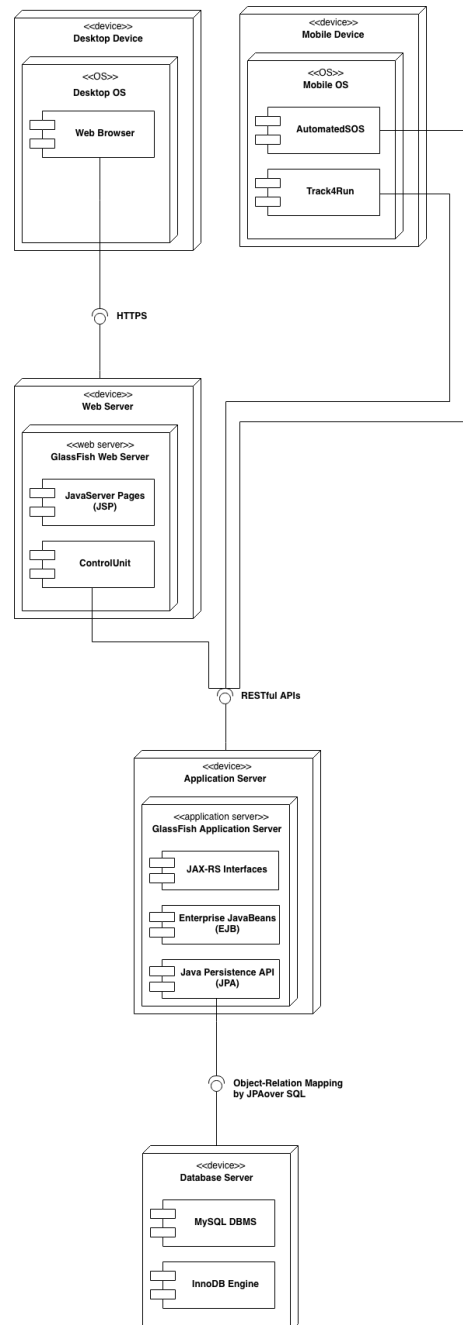 <<device>>
Desktop Device
<<OS>>
Desktop OS
Web Browser
<<device>>
Mobile Device
<<OS>>
Mobile OS
AutomatedSOS
Track4Run
HTTPS
<<device>>
Web Server
<<web server>>
GlassFish Web Server
JavaServer Pages
(JSP)
ControlUnit
RESTful APIs
<<device>>
Application Server
<<application server>>
GlassFish Application Server
JAX-RS Interfaces
Enterprise JavaBeans
(EJB)
Java Persistence API
(JPA)
Object-Relation Mapping
by JPAover SQL
<<device>>
Database Server
MySQL DBMS
InnoDB Engine